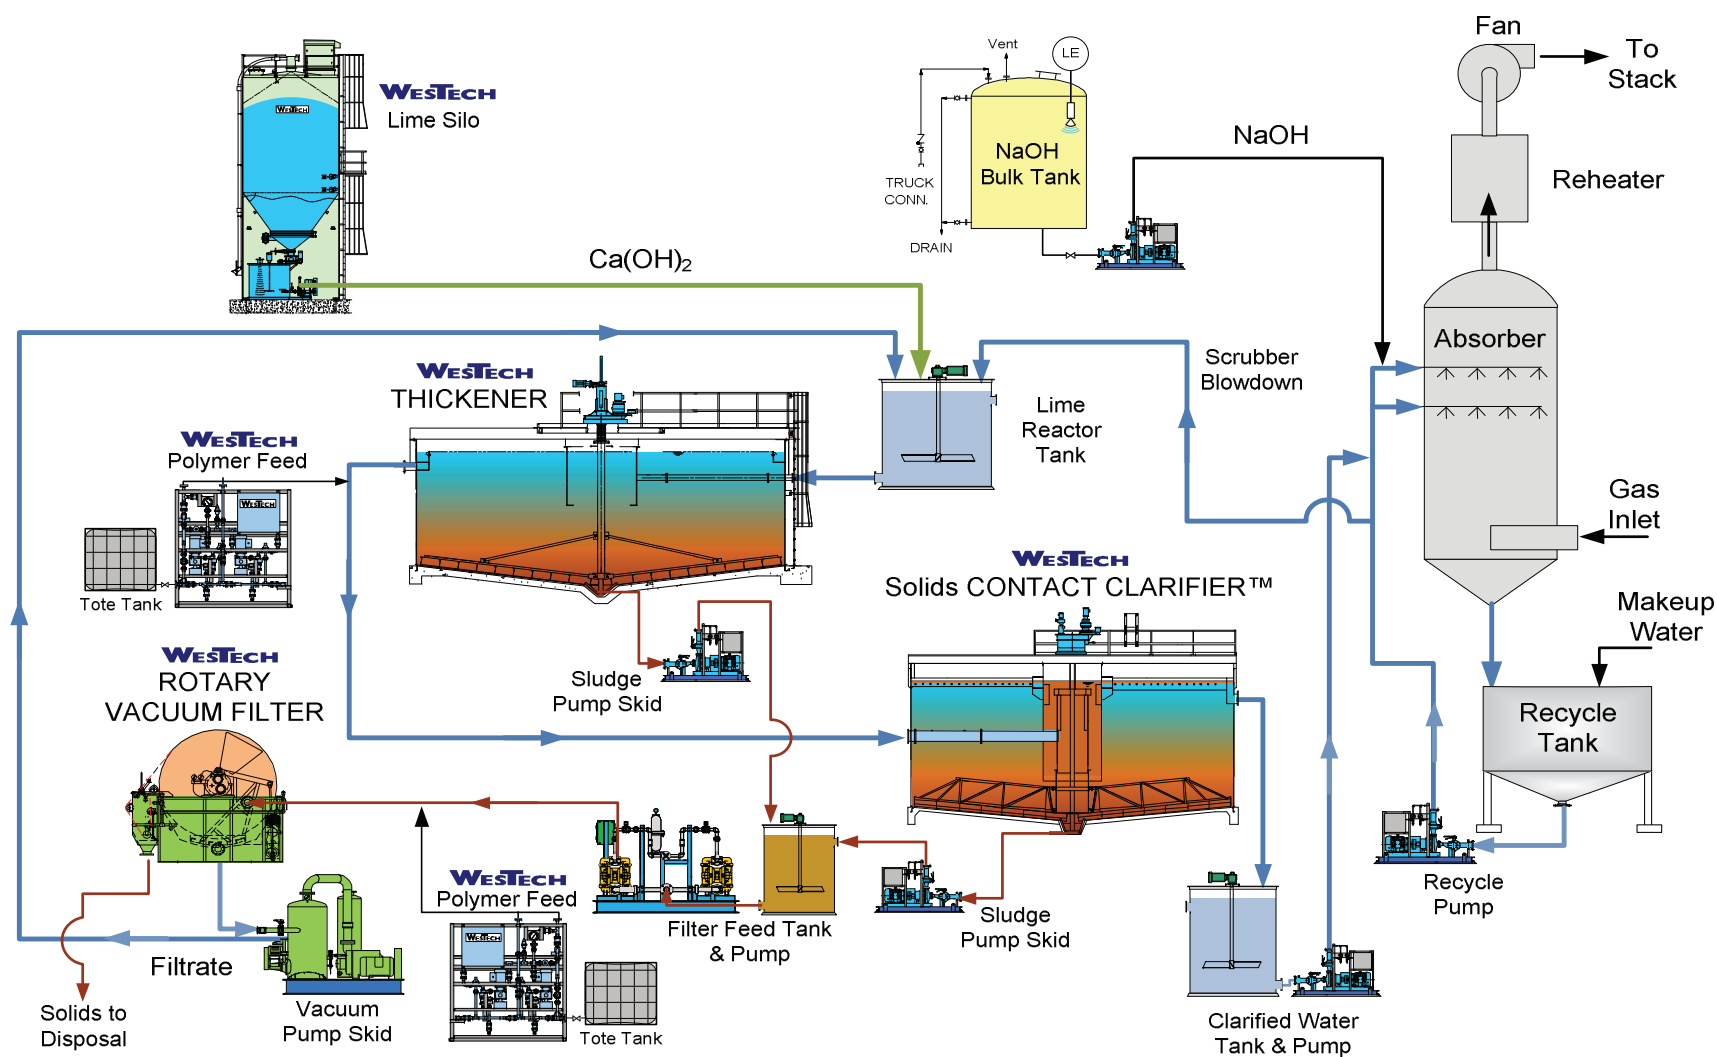 Fan
To
Stack
Vent
LE
WESTECH
Lime Silo
WESTECH
NaOH
NaOH
Bulk Tank
TRUCK
CONN.
DRAIN
Reheater
Ca(OH)2
Absorber
Scrubber
Blowdown
WESTECH
THICKENER
Lime
Reactor
Tank
WESTECH
Polymer Feed
WESTECH
Tote Tank
Gas
Inlet
WESTECH
Solids CONTACT CLARIFIER™
Makeup
Water
WESTECH
ROTARY
VACUUM FILTER
Sludge
Pump Skid
Recycle
Tank
WESTECH
Polymer Feed
WESTECH
Tote Tank
Filter Feed Tank
& Pump
Sludge
Pump Skid
Recycle
Pump
Filtrate
Solids to
Disposal
Vacuum
Pump Skid
Clarified Water
Tank & Pump